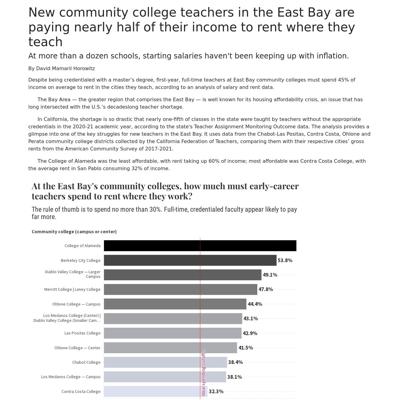 New community college teachers in the East Bay are
paying nearly half of their income to rent where they
teach
At more than a dozen schools, starting salaries haven't been keeping up with inflation.
By David Mamaril Horowitz
Despite being credentialed with a master's degree, first-year, full-time teachers at East Bay community colleges must spend 45% of
income on average to rent in the cities they teach, according to an analysis of salary and rent data.
The Bay Area — the greater region that comprises the East Bay — is well known for its housing affordability crisis, an issue that has
long intersected with the U.S.'s decadeslong teacher shortage.
In California, the shortage is so drastic that nearly one-fifth of classes in the state were taught by teachers without the appropriate
credentials in the 2020-21 academic year, according to the state's Teacher Assignment Monitoring Outcome data. The analysis provides a
glimpse into one of the key struggles for new teachers in the East Bay. It uses data from the Chabot-Las Positas, Contra Costa, Ohlone and
Perata community college districts collected by the California Federation of Teachers, comparing them with their respective cities' gross
rents from the American Community Survey of 2017-2021.
The College of Alameda was the least affordable, with rent taking up 60% of income; most affordable was Contra Costa College, with
the average rent in San Pablo consuming 32% of income.
At the East Bay's community colleges, how much must early-career
teachers spend to rent where they work?
The rule of thumb is to spend no more than 30%. Full-time, credentialed faculty appear likely to pay
far more.
Community college (campus or center)
College of Alameda
Berkeley City College 53.8%
Diablo Valley College — Larger
Campus 49.1%
Merritt College | Laney College 47.8%
Ohlone College — Campus 44.4%
Los Medanos College (Center) |
Diablo Valley College (Smaller Cam… 43.1%
Las Positas College 42.9%
Ohlone College — Center 41.5%
Chabot College 38.4%
Los Medanos College — Campus 38.1%
Contra Costa College 32.3%